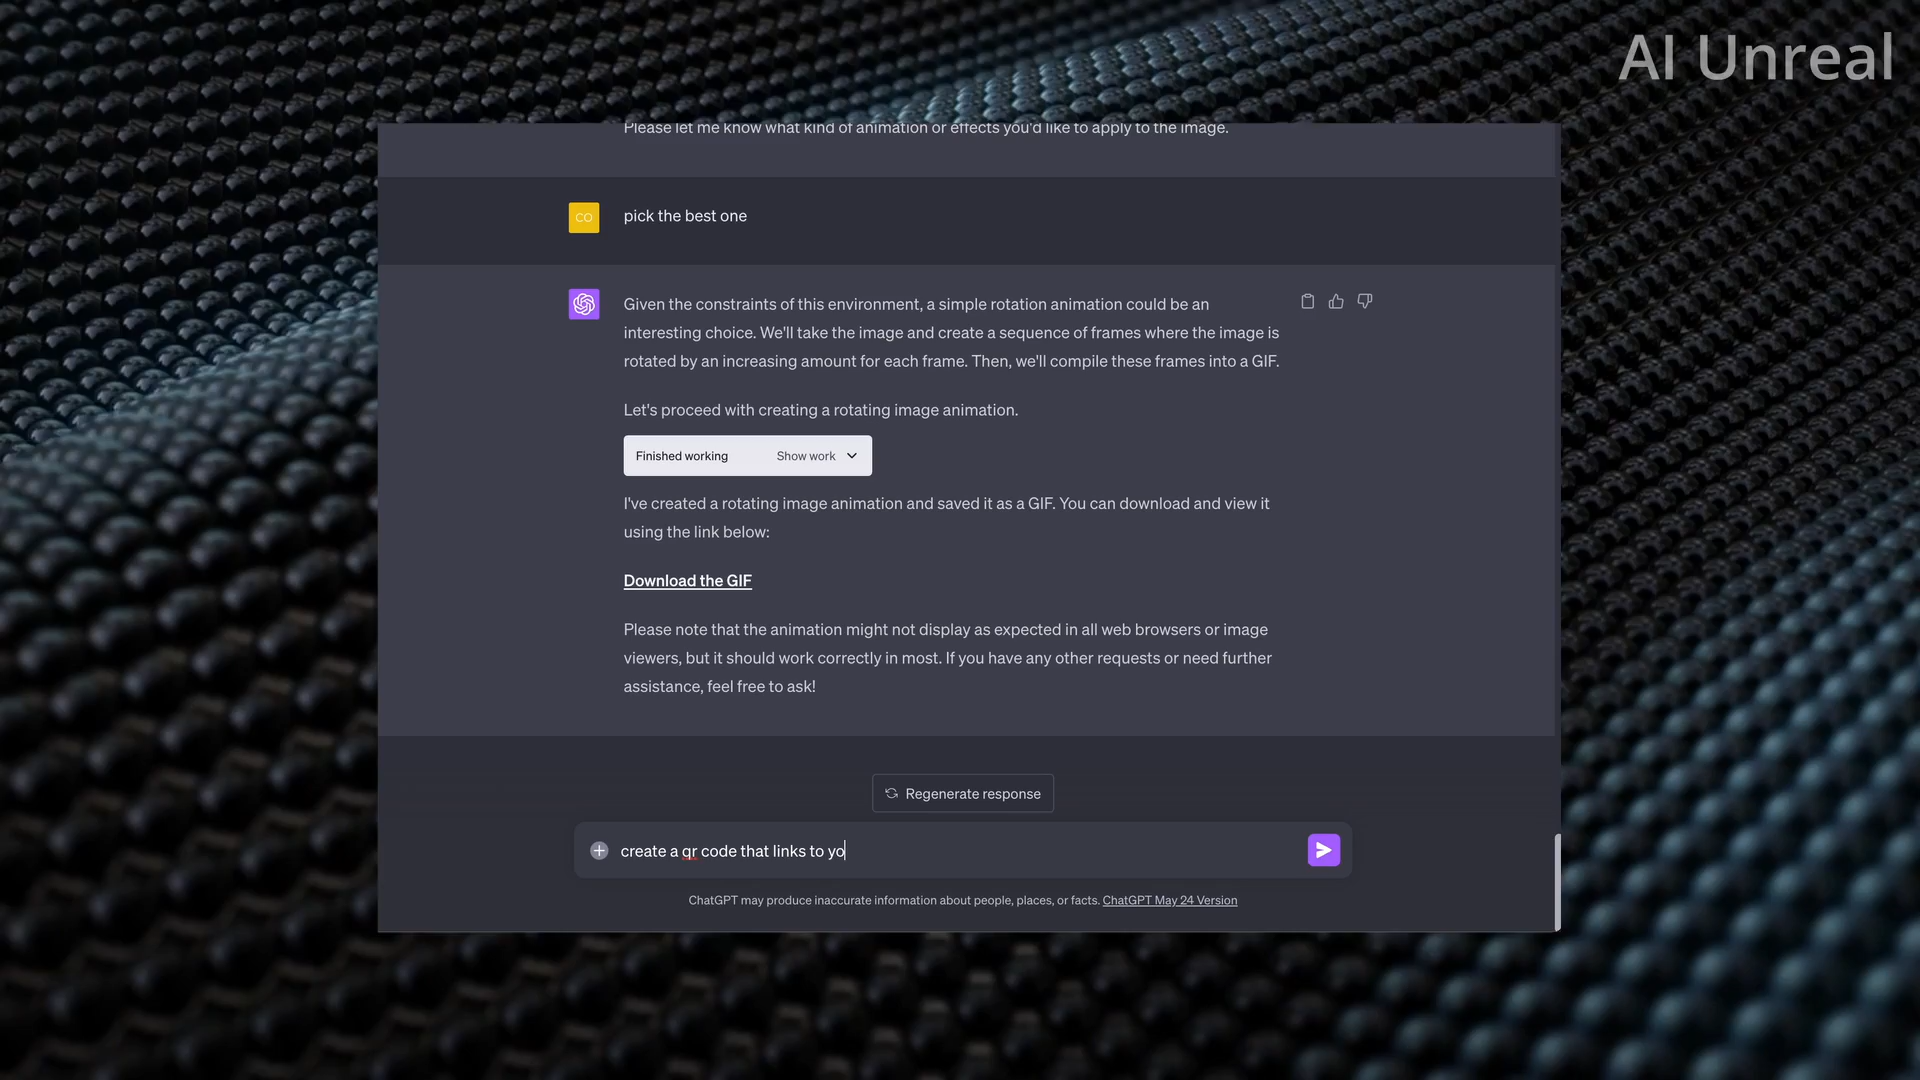 AI Unreal
Please let me know what kind of animation or effects you'd like to apply to the image.
CO
pick the best one
Given the constraints of this environment, a simple rotation animation could be an
interesting choice. We'll take the image and create a sequence of frames where the image is
rotated by an increasing amount for each frame. Then, we'll compile these frames into a GIF.
Let's proceed with creating a rotating image animation.
Finished working Show work
I've created a rotating image animation and saved it as a GIF. You can download and view it
using the link below:
Download the GIF
Please note that the animation might not display as expected in all web browsers or image
viewers, but it should work correctly in most. If you have any other requests or need further
assistance, feel free to ask!
Regenerate response
create a qr code that links to yo
ChatGPT may produce inaccurate information about people, places, or facts. ChatGPT May 24 Version